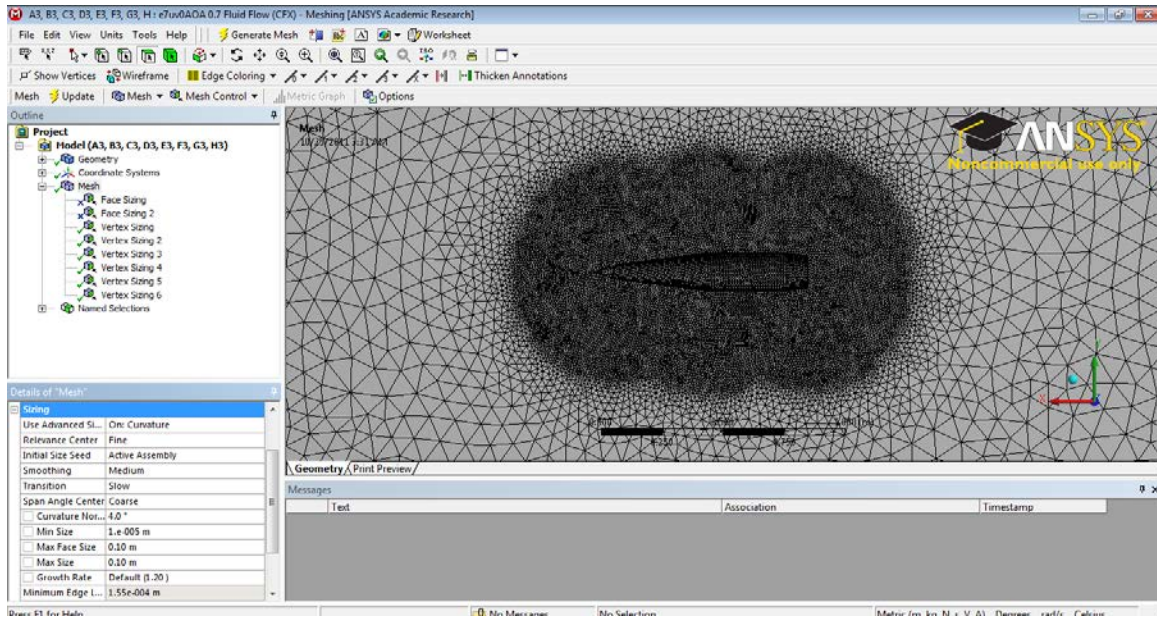 A3, B3, C3, D3, E3, F3, G3, H : e7uv0AOA 0.7 Fluid Flow (CFX) - Meshing [ANSYS Academic Research]
File Edit View Units Tools Help Generate Mesh A Worksheet
Show Vertices Wireframe Edge Coloring Thicken Annotations
Mesh Update Mesh Mesh Control Metric Graph Options
Outline
Project
Model (A3, B3, C3, D3, E3, F3, G3, H3)
Geometry
Coordinate Systems
Mesh
Face Sizing
Face Sizing 2
Vertex Sizing
Vertex Sizing 2
Vertex Sizing 3
Vertex Sizing 4
Vertex Sizing 5
Vertex Sizing 6
Named Selections
Details of "Mesh"
Sizing
Use Advanced Si... On: Curvature
Relevance Center Fine
Initial Size Seed Active Assembly
Smoothing Medium
Transition Slow
Span Angle Center Coarse
Curvature Nor... 4.0 °
Min Size 1.e-005 m
Max Face Size 0.10 m
Max Size 0.10 m
Growth Rate Default (1.20 )
Minimum Edge L... 1.55e-004 m
Mesh
ANSYS
Noncommercial use only
Y
X
Geometry Print Preview
Messages
Text Association Timestamp
Press F1 for Help No Messages No Selection Metric (m, kg, N, s, V, A) Degrees rad/s Celsius